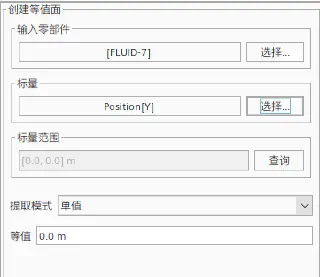 创建等值面
输入零部件
[FLUID-7] 选择...
标量
Position[Y] 选择...
标量范围
[0.0, 0.0] m 查询
提取模式 单值
等值 0.0 m